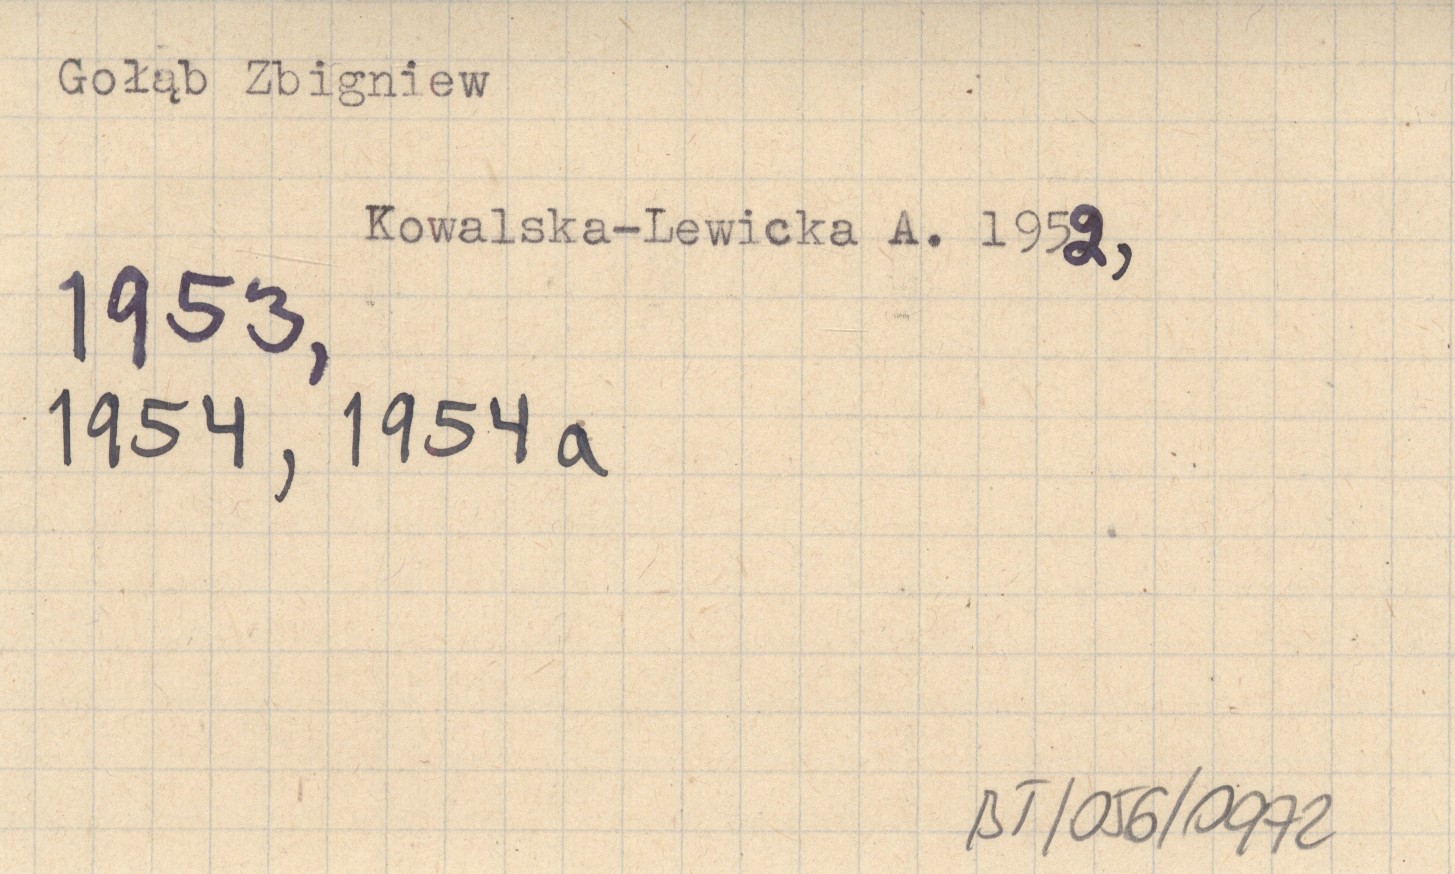 Gołąb Zbigniew
Kowalska-Lewicka A. 1952,
1953,
1954, 1954a
BT/056/0972